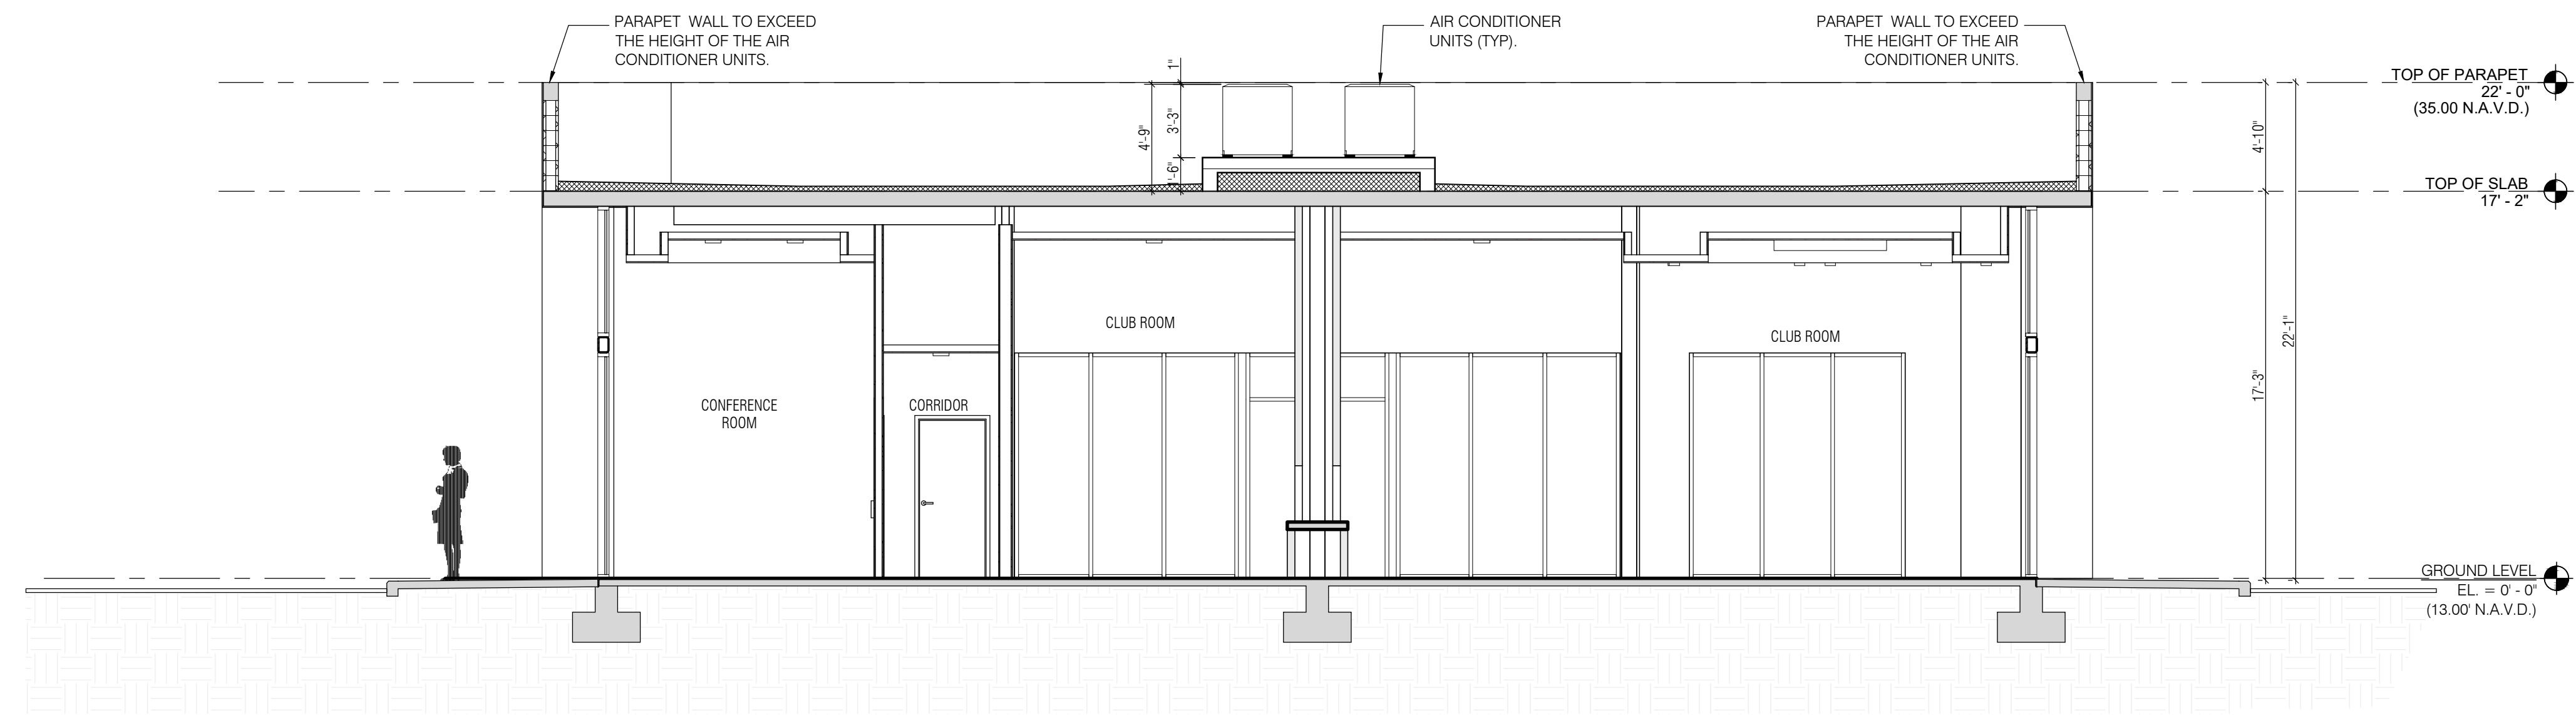 PARAPET WALL TO EXCEED
THE HEIGHT OF THE AIR
CONDITIONER UNITS.
AIR CONDITIONER
UNITS (TYP).
PARAPET WALL TO EXCEED
THE HEIGHT OF THE AIR
CONDITIONER UNITS.
TOP OF PARAPET
22' - 0"
(35.00 N.A.V.D.)
1"
3'-3"
4'-9"
1'-6"
4'-10"
TOP OF SLAB
17' - 2"
CLUB ROOM
CLUB ROOM
22'-1"
17'-3"
CONFERENCE
ROOM
CORRIDOR
GROUND LEVEL
EL. = 0' - 0"
(13.00' N.A.V.D.)